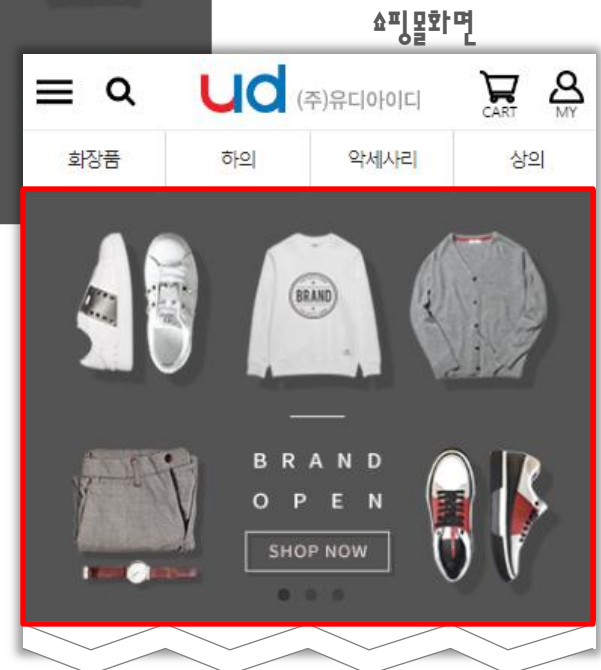 쇼핑몰화면
ud (주)유디아이디
CART MY
화장품 하의 악세사리 상의
BRAND
BRAND
OPEN
SHOP NOW